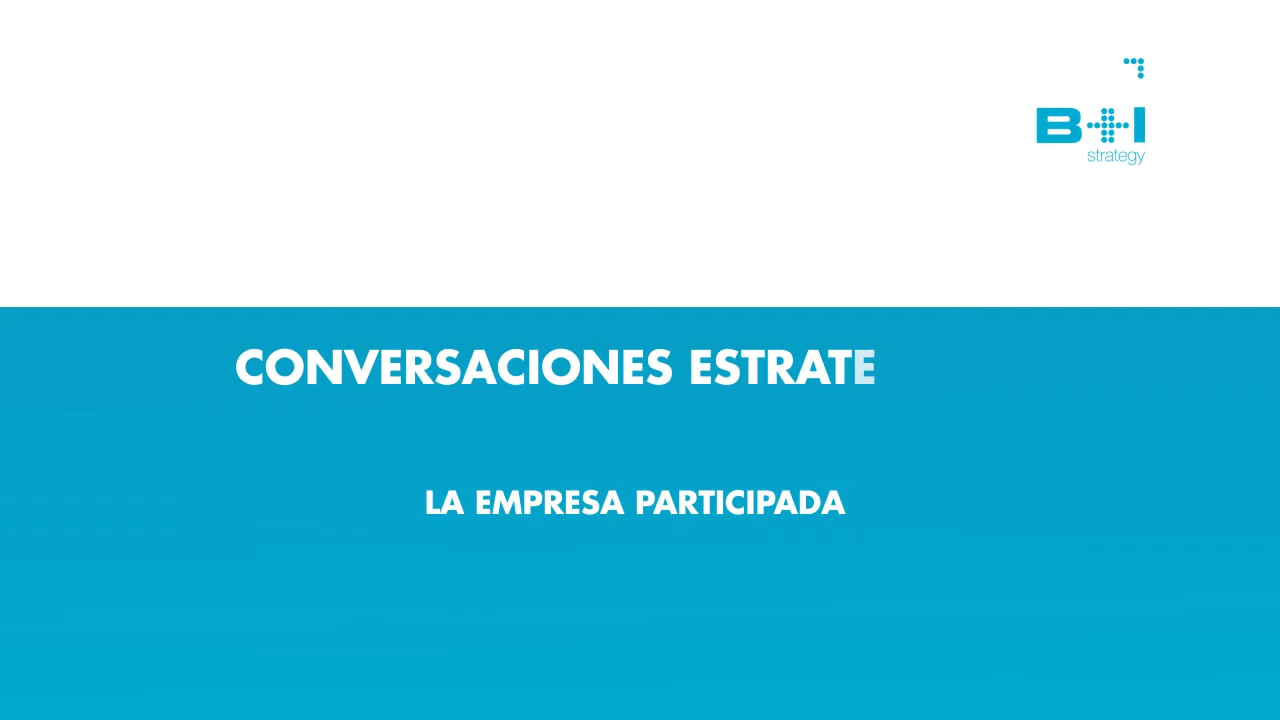 B+I
strategy
CONVERSACIONES ESTRATE
LA EMPRESA PARTICIPADA